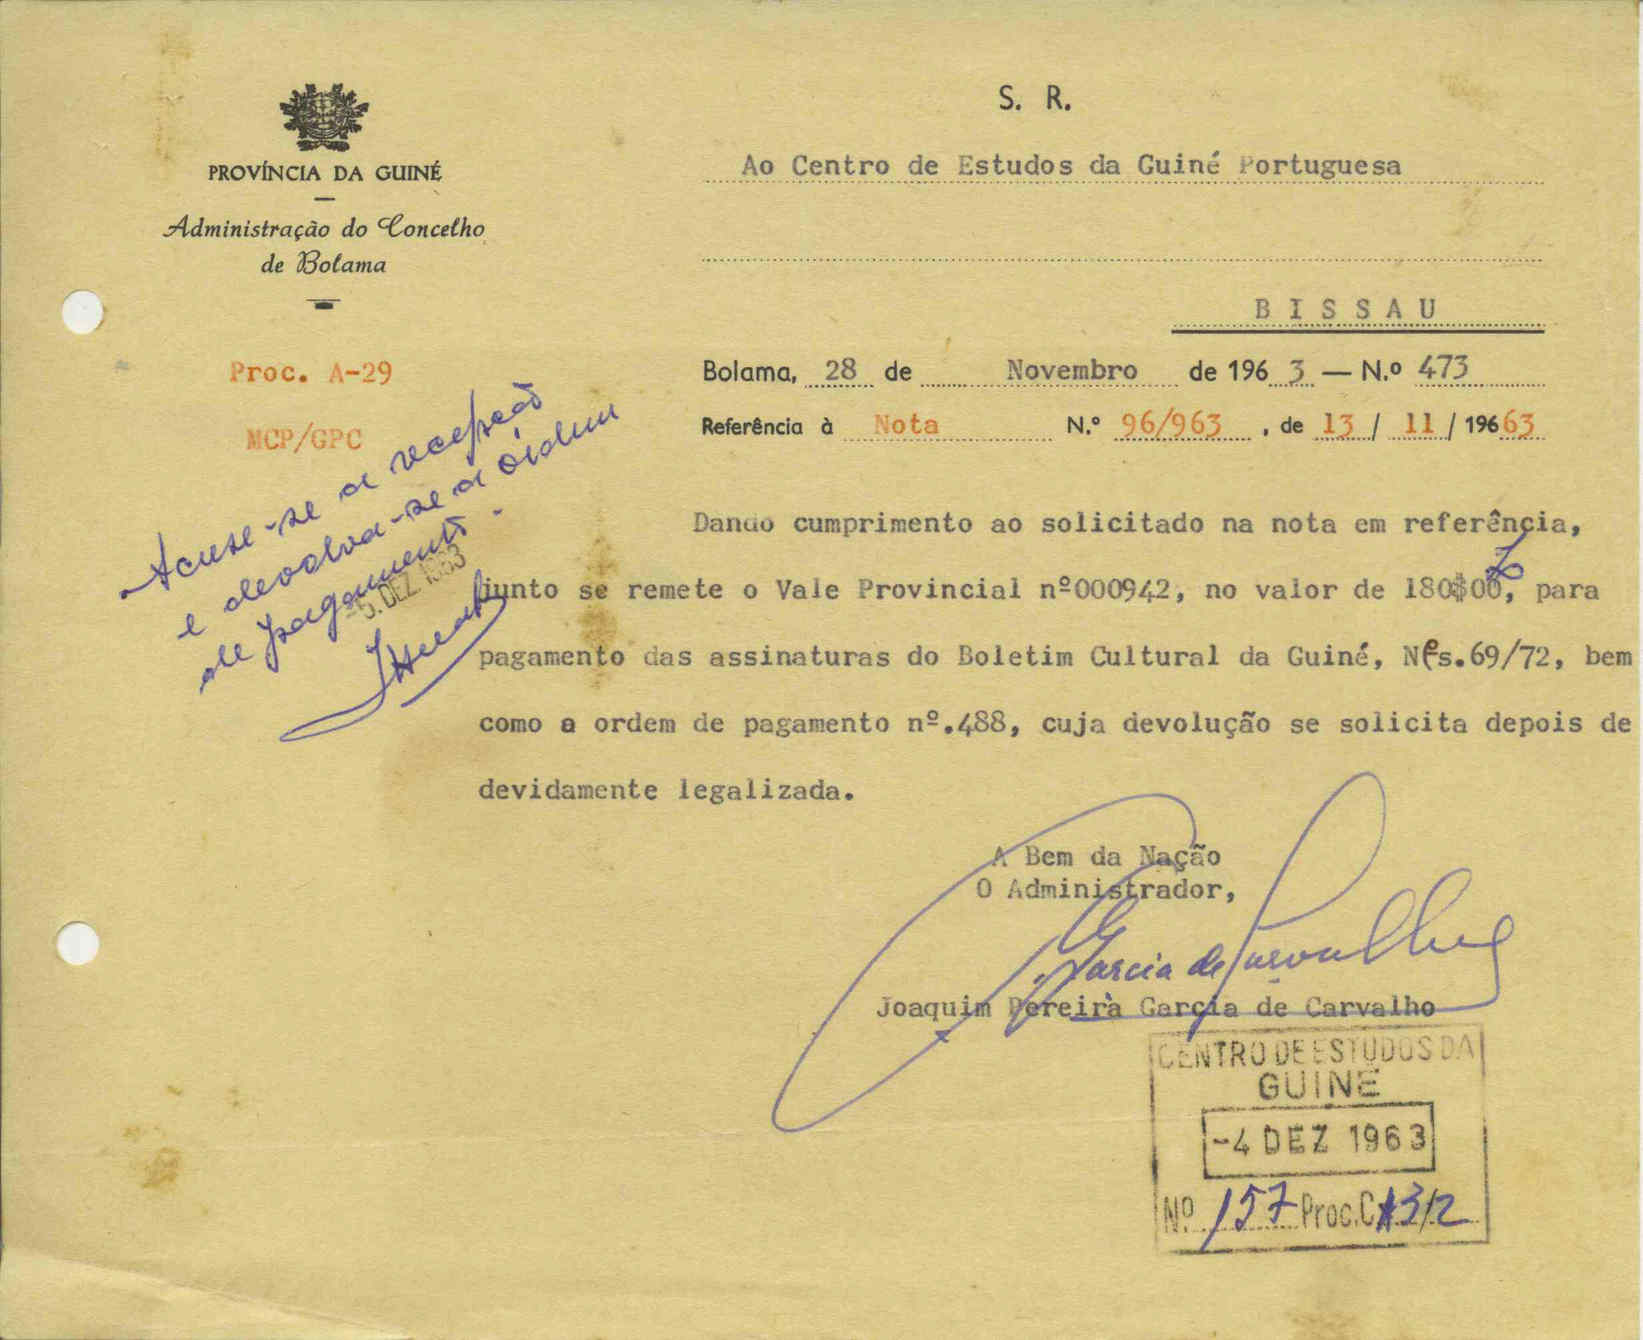 PROVÍNCIA DA GUINÉ
Administração do Concelho
de Bolama
S. R.
Ao Centro de Estudos da Guiné Portuguesa
BISSAU
Proc. A-29
MCP/GPC
Bolama, 28 de Novembro de 1963 — N.º 473
Referência à Nota N.º 96/963, de 13/ 11/19663
Acuse-se a recepção
e devolva-se a ordem
de pagamento.
-5. DEZ. 1963
Dando cumprimento ao solicitado na nota em referência,
junto se remete o Vale Provincial nº000942, no valor de 180$00, para
pagamento das assinaturas do Boletim Cultural da Guiné, Nºs.69/72, bem
como a ordem de pagamento nº.488, cuja devolução se solicita depois de
devidamente legalizada.
A Bem da Nação
O Administrador,
Garcia de Carvalho
Joaquim Pereira Garcia de Carvalho
CENTRO DE ESTUDOS DA
GUINÉ
-4 DEZ 1963
Nº 157 Proc.C